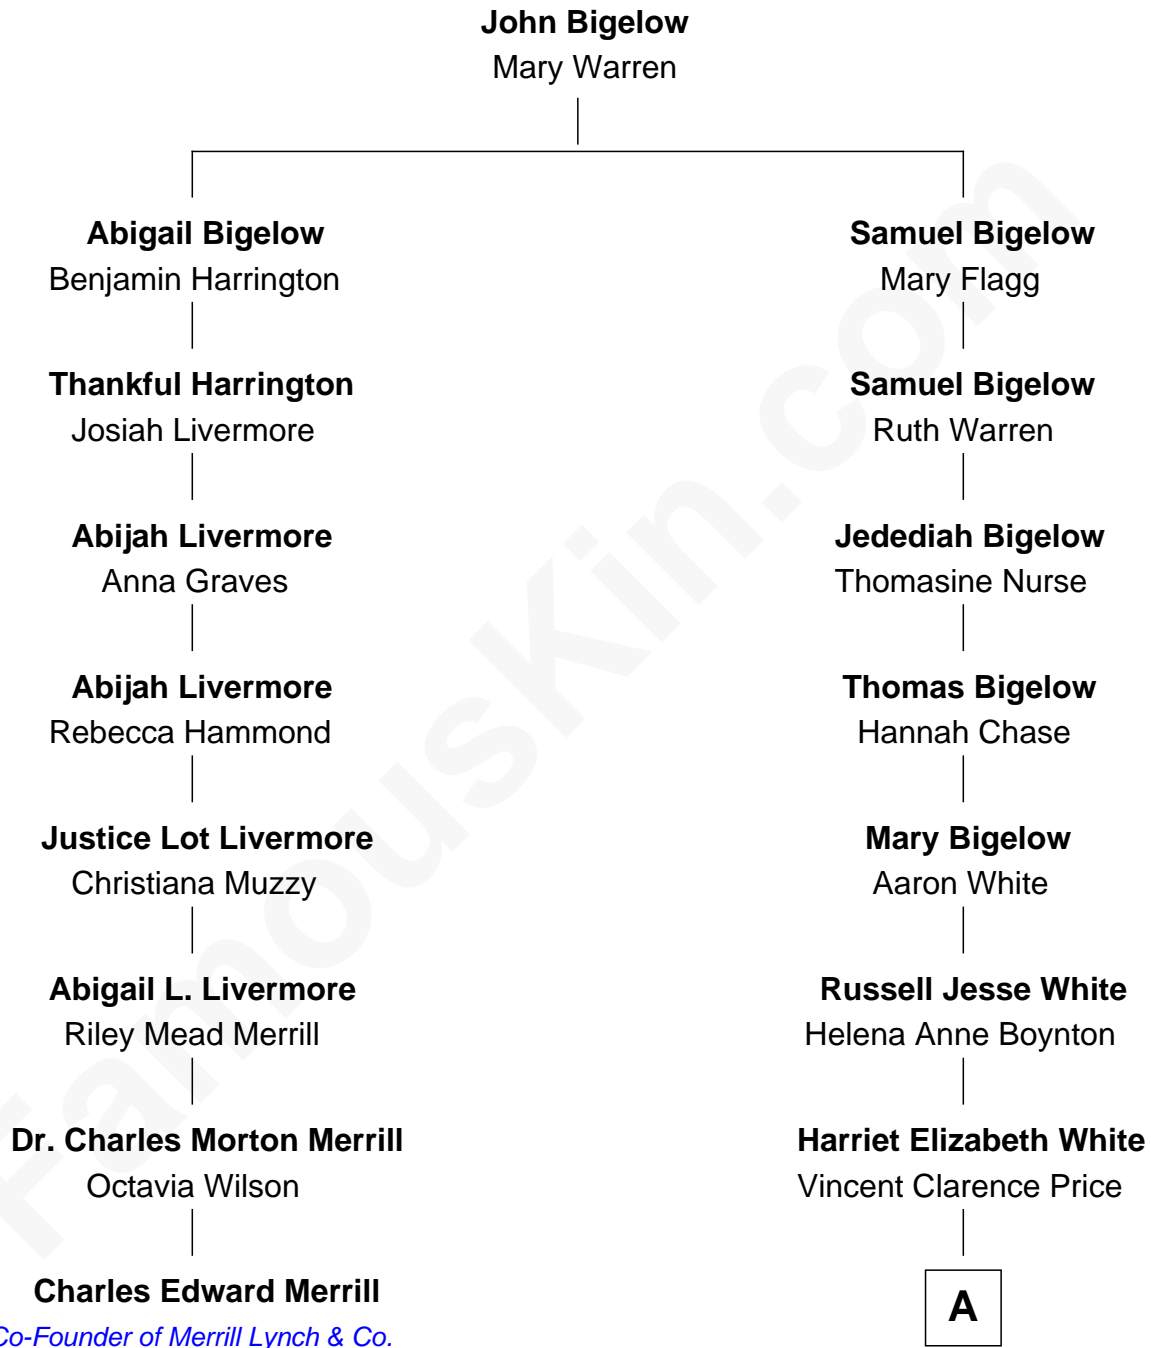 John Bigelow
Mary Warren
Abigail Bigelow
Benjamin Harrington
Samuel Bigelow
Mary Flagg
Thankful Harrington
Josiah Livermore
Samuel Bigelow
Ruth Warren
Abijah Livermore
Anna Graves
Jedediah Bigelow
Thomasine Nurse
Abijah Livermore
Rebecca Hammond
Thomas Bigelow
Hannah Chase
Justice Lot Livermore
Christiana Muzzy
Mary Bigelow
Aaron White
Abigail L. Livermore
Riley Mead Merrill
Russell Jesse White
Helena Anne Boynton
Dr. Charles Morton Merrill
Octavia Wilson
Harriet Elizabeth White
Vincent Clarence Price
Charles Edward Merrill
Co-Founder of Merrill Lynch & Co.
A
FamousKin.com